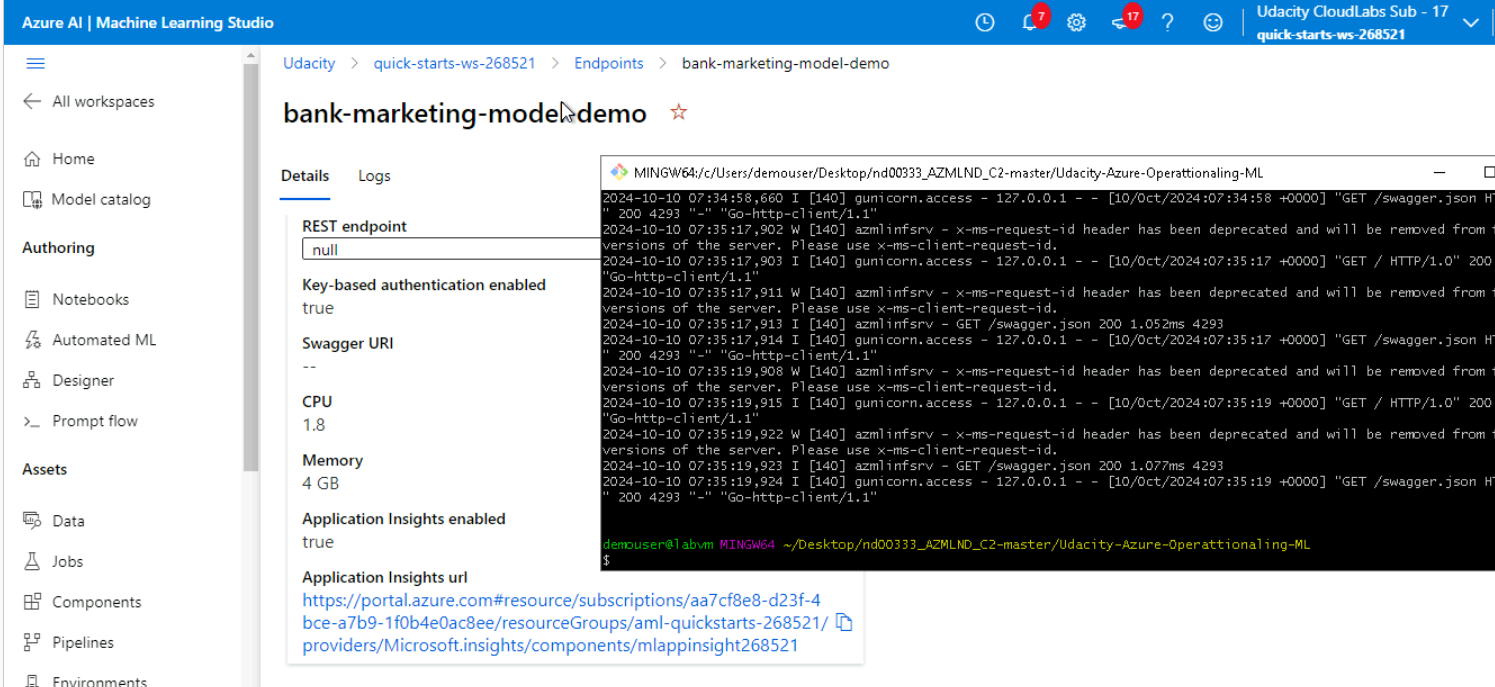 Azure AI | Machine Learning Studio
7
17
?
Udacity CloudLabs Sub - 17
quick-starts-ws-268521
All workspaces
Home
Model catalog
Authoring
Notebooks
Automated ML
Designer
Prompt flow
Assets
Data
Jobs
Components
Pipelines
Environments
Udacity > quick-starts-ws-268521 > Endpoints > bank-marketing-model-demo
bank-marketing-model-demo
Details Logs
REST endpoint
null
Key-based authentication enabled
true
Swagger URI
--
CPU
1.8
Memory
4 GB
Application Insights enabled
true
Application Insights url
https://portal.azure.com#resource/subscriptions/aa7cf8e8-d23f-4
bce-a7b9-1f0b4e0ac8ee/resourceGroups/aml-quickstarts-268521/
providers/Microsoft.insights/components/mlappinsight268521
MINGW64:/c/Users/demouser/Desktop/nd00333_AZMLND_C2-master/Udacity-Azure-Operattionaling-ML
2024-10-10 07:34:58,660 I [140] gunicorn.access - 127.0.0.1 - - [10/Oct/2024:07:34:58 +0000] "GET /swagger.json HT
" 200 4293 "-" "Go-http-client/1.1"
2024-10-10 07:35:17,902 W [140] azmlinfsrv - x-ms-request-id header has been deprecated and will be removed from
versions of the server. Please use x-ms-client-request-id.
2024-10-10 07:35:17,903 I [140] gunicorn.access - 127.0.0.1 - - [10/Oct/2024:07:35:17 +0000] "GET / HTTP/1.0" 200
"Go-http-client/1.1"
2024-10-10 07:35:17,911 W [140] azmlinfsrv - x-ms-request-id header has been deprecated and will be removed from
versions of the server. Please use x-ms-client-request-id.
2024-10-10 07:35:17,913 I [140] azmlinfsrv - GET /swagger.json 200 1.052ms 4293
2024-10-10 07:35:17,914 I [140] gunicorn.access - 127.0.0.1 - - [10/Oct/2024:07:35:17 +0000] "GET /swagger.json HT
" 200 4293 "-" "Go-http-client/1.1"
2024-10-10 07:35:19,908 W [140] azmlinfsrv - x-ms-request-id header has been deprecated and will be removed from
versions of the server. Please use x-ms-client-request-id.
2024-10-10 07:35:19,915 I [140] gunicorn.access - 127.0.0.1 - - [10/Oct/2024:07:35:19 +0000] "GET / HTTP/1.0" 200
"Go-http-client/1.1"
2024-10-10 07:35:19,922 W [140] azmlinfsrv - x-ms-request-id header has been deprecated and will be removed from
versions of the server. Please use x-ms-client-request-id.
2024-10-10 07:35:19,923 I [140] azmlinfsrv - GET /swagger.json 200 1.077ms 4293
2024-10-10 07:35:19,924 I [140] gunicorn.access - 127.0.0.1 - - [10/Oct/2024:07:35:19 +0000] "GET /swagger.json HT
" 200 4293 "-" "Go-http-client/1.1"
demouser@labvm MINGW64 ~/Desktop/nd00333_AZMLND_C2-master/Udacity-Azure-Operattionaling-ML
$